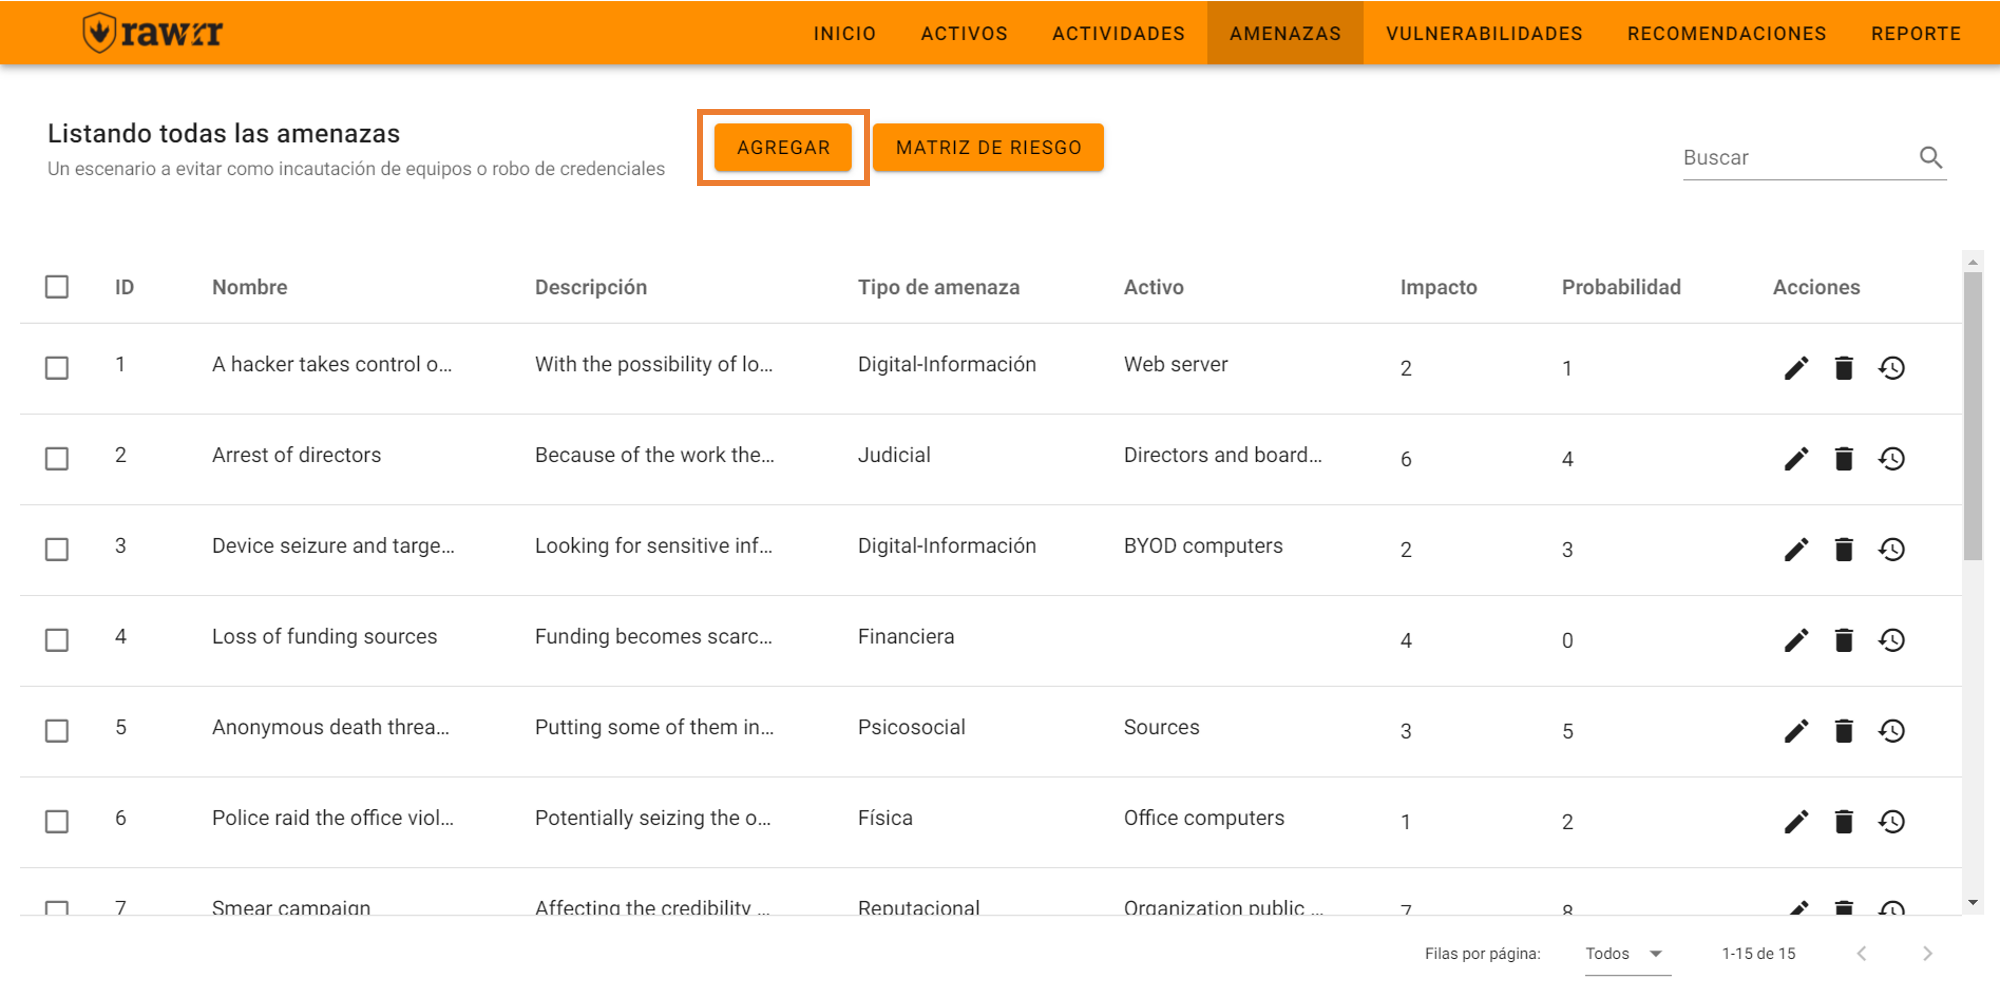 rawrr
INICIO ACTIVOS ACTIVIDADES AMENAZAS VULNERABILIDADES RECOMENDACIONES REPORTE
Listando todas las amenazas
Un escenario a evitar como incautación de equipos o robo de credenciales
AGREGAR MATRIZ DE RIESGO
Buscar
ID Nombre Descripción Tipo de amenaza Activo Impacto Probabilidad Acciones
1 A hacker takes control o... With the possibility of lo... Digital-Información Web server 2 1
2 Arrest of directors Because of the work the... Judicial Directors and board... 6 4
3 Device seizure and targe... Looking for sensitive inf... Digital-Información BYOD computers 2 3
4 Loss of funding sources Funding becomes scarc... Financiera 4 0
5 Anonymous death threa... Putting some of them in... Psicosocial Sources 3 5
6 Police raid the office viol... Potentially seizing the o... Física Office computers 1 2
7 Smear campaign Affecting the credibility ... Reputacional Organization public ... 7 8
Filas por página: Todos 1-15 de 15